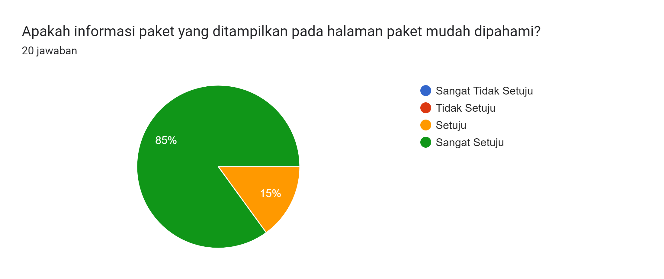 Apakah informasi paket yang ditampilkan pada halaman paket mudah dipahami?
20 jawaban
85%
15%
Sangat Tidak Setuju
Tidak Setuju
Setuju
Sangat Setuju